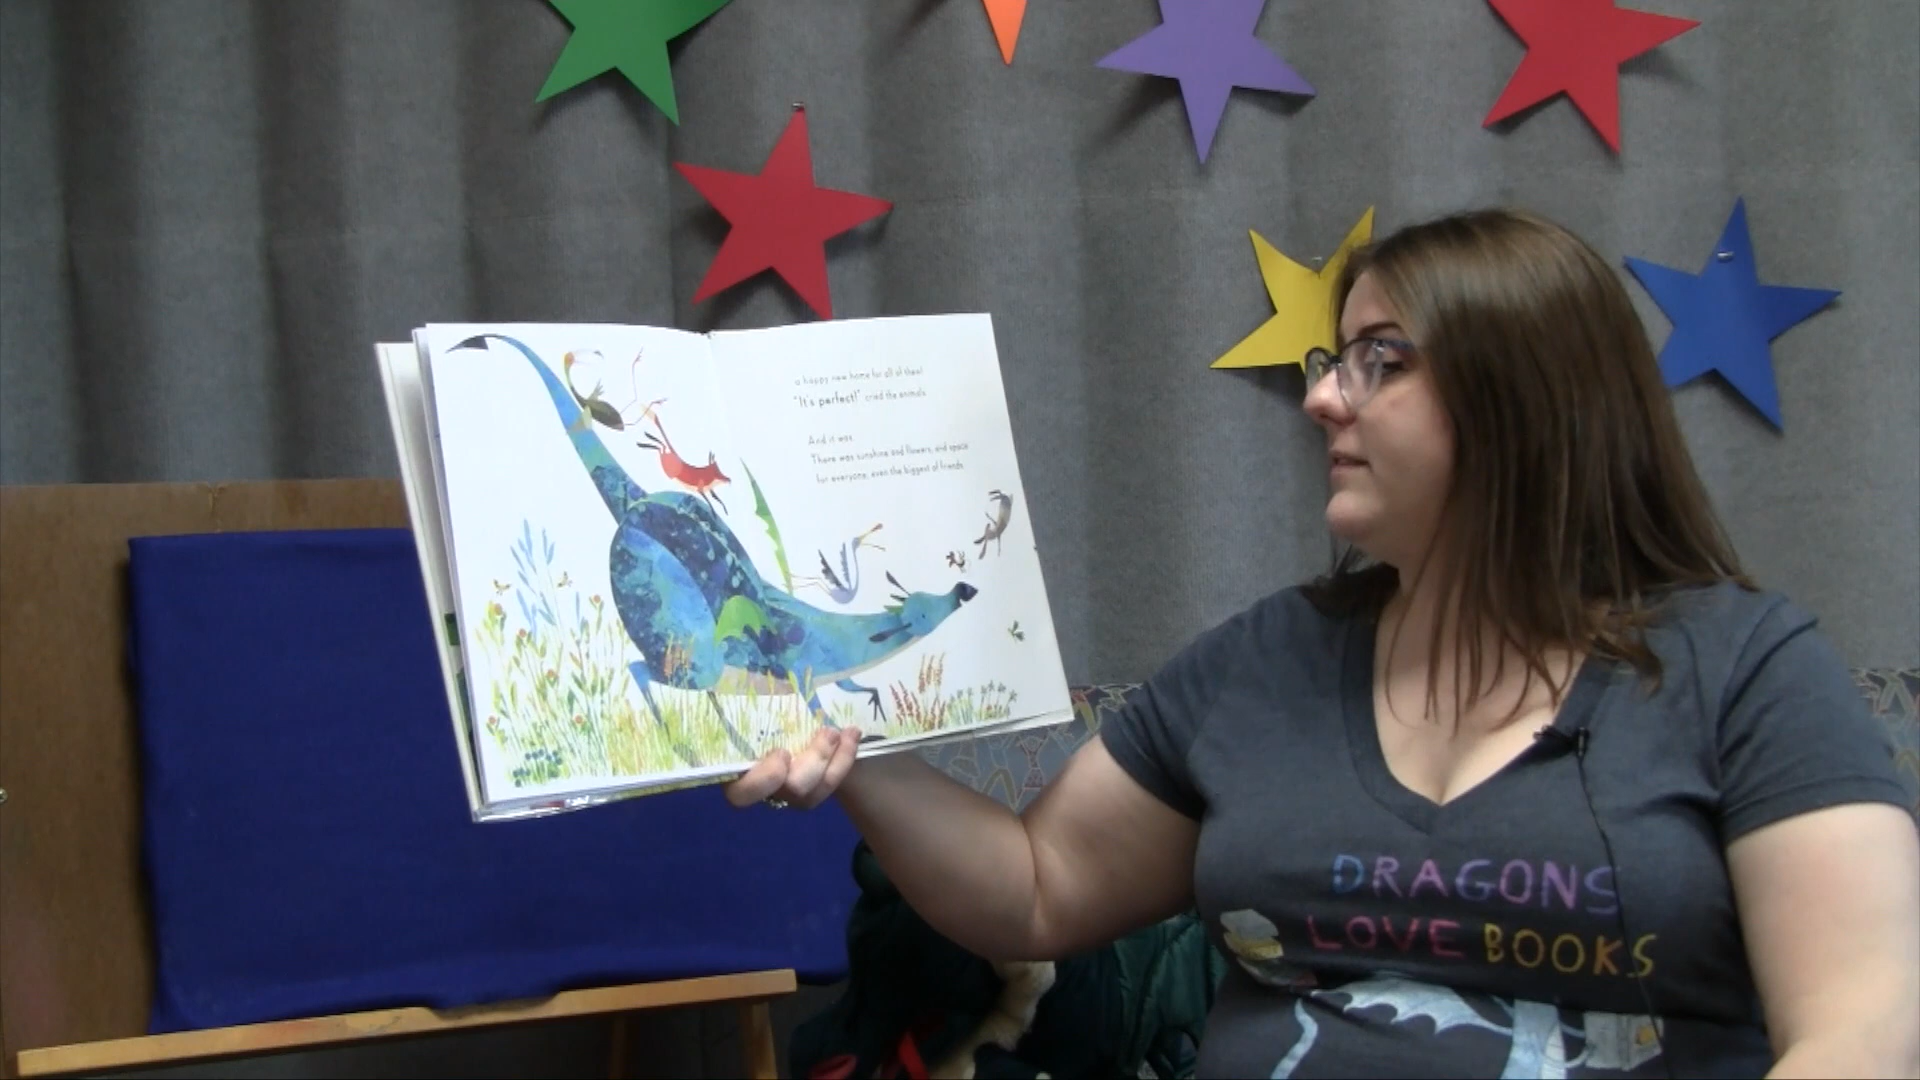 a happy new home for all of them!
"It's perfect!" cried the animals.
And it was.
There was sunshine and flowers, and space
for everyone, even the biggest of friends.
DRAGONS
LOVE BOOKS